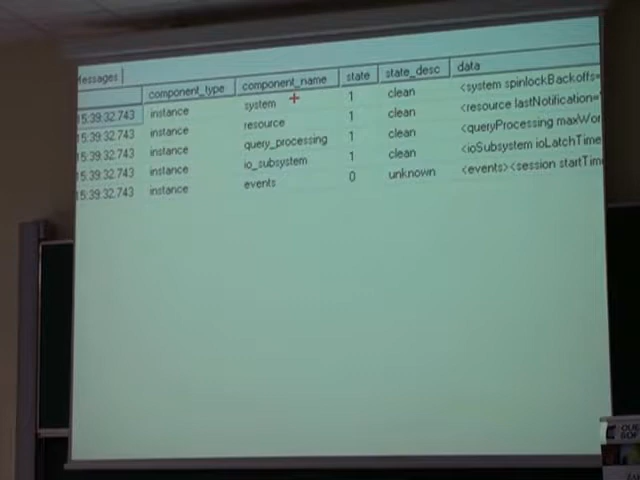 Messages
component_type component_name state state_desc data
15:39:32.743 instance system 1 clean <system spinlockBackoffs=
15:39:32.743 instance resource 1 clean <resource lastNotification="
15:39:32.743 instance query_processing 1 clean <queryProcessing maxWor
15:39:32.743 instance io_subsystem 1 clean <ioSubsystem ioLatchTime
15:39:32.743 instance events 0 unknown <events><session startTim